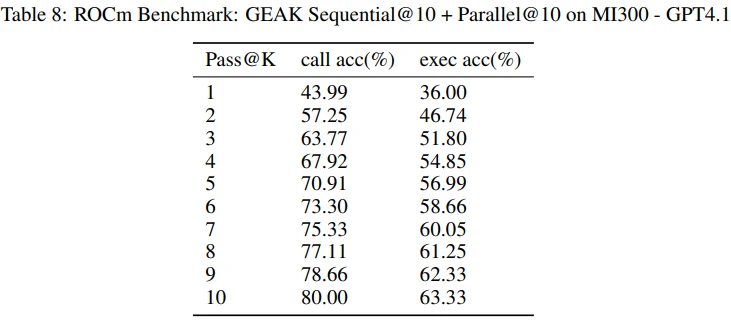 Table 8: ROCm Benchmark: GEAK Sequential@10 + Parallel@10 on MI300 - GPT4.1
Pass@K call acc(%) exec acc(%)
1 43.99 36.00
2 57.25 46.74
3 63.77 51.80
4 67.92 54.85
5 70.91 56.99
6 73.30 58.66
7 75.33 60.05
8 77.11 61.25
9 78.66 62.33
10 80.00 63.33